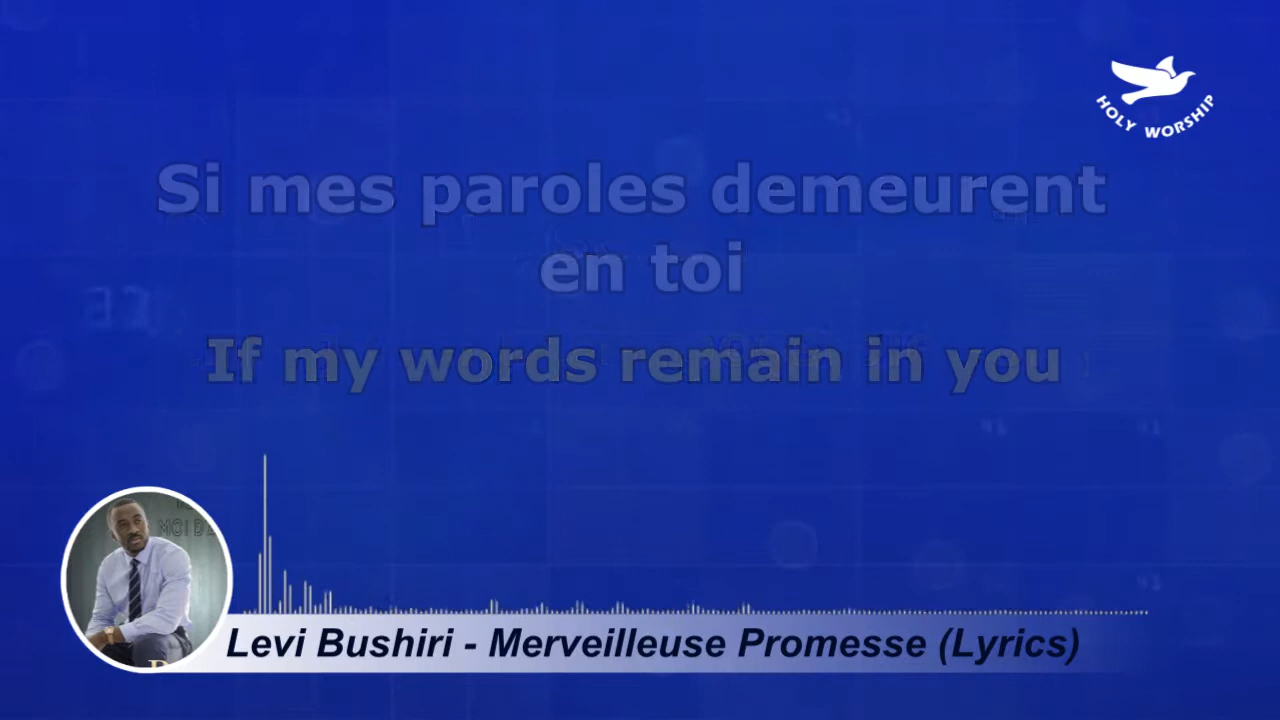 HOLY WORSHIP
Si mes paroles demeurent
en toi
If my words remain in you
Levi Bushiri - Merveilleuse Promesse (Lyrics)